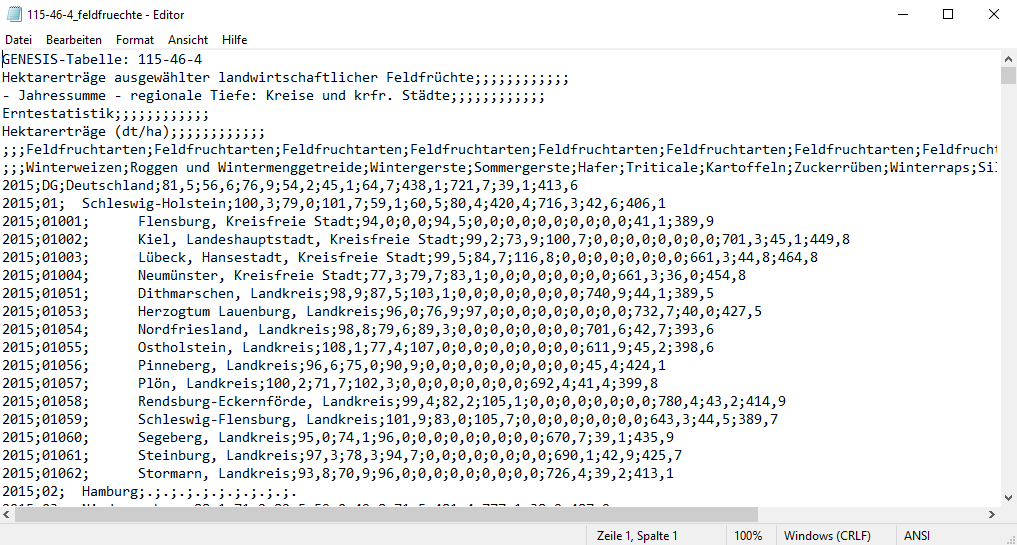 115-46-4_feldfruechte - Editor
Datei Bearbeiten Format Ansicht Hilfe
GENESIS-Tabelle: 115-46-4
Hektarerträge ausgewählter landwirtschaftlicher Feldfrüchte;;;;;;;;;;;;
- Jahressumme - regionale Tiefe: Kreise und krfr. Städte;;;;;;;;;;;;
Erntestatistik;;;;;;;;;;;;
Hektarerträge (dt/ha);;;;;;;;;;;;
;;;Feldfruchtarten;Feldfruchtarten;Feldfruchtarten;Feldfruchtarten;Feldfruchtarten;Feldfruchtarten;Feldfruchtarten;Feldfrucht
;;;Winterweizen;Roggen und Wintermenggetreide;Wintergerste;Sommergerste;Hafer;Triticale;Kartoffeln;Zuckerrüben;Winterraps;Si
2015;DG;Deutschland;81,5;56,6;76,9;54,2;45,1;64,7;438,1;721,7;39,1;413,6
2015;01;  Schleswig-Holstein;100,3;79,0;101,7;59,1;60,5;80,4;420,4;716,3;42,6;406,1
2015;01001;      Flensburg, Kreisfreie Stadt;94,0;0,0;94,5;0,0;0,0;0,0;0,0;0,0;41,1;389,9
2015;01002;      Kiel, Landeshauptstadt, Kreisfreie Stadt;99,2;73,9;100,7;0,0;0,0;0,0;0,0;701,3;45,1;449,8
2015;01003;      Lübeck, Hansestadt, Kreisfreie Stadt;99,5;84,7;116,8;0,0;0,0;0,0;0,0;661,3;44,8;464,8
2015;01004;      Neumünster, Kreisfreie Stadt;77,3;79,7;83,1;0,0;0,0;0,0;0,0;661,3;36,0;454,8
2015;01051;      Dithmarschen, Landkreis;98,9;87,5;103,1;0,0;0,0;0,0;0,0;740,9;44,1;389,5
2015;01053;      Herzogtum Lauenburg, Landkreis;96,0;76,9;97,0;0,0;0,0;0,0;0,0;732,7;40,0;427,5
2015;01054;      Nordfriesland, Landkreis;98,8;79,6;89,3;0,0;0,0;0,0;0,0;701,6;42,7;393,6
2015;01055;      Ostholstein, Landkreis;108,1;77,4;107,0;0,0;0,0;0,0;0,0;611,9;45,2;398,6
2015;01056;      Pinneberg, Landkreis;96,6;75,0;90,9;0,0;0,0;0,0;0,0;0,0;45,4;424,1
2015;01057;      Plön, Landkreis;100,2;71,7;102,3;0,0;0,0;0,0;0,0;692,4;41,4;399,8
2015;01058;      Rendsburg-Eckernförde, Landkreis;99,4;82,2;105,1;0,0;0,0;0,0;0,0;780,4;43,2;414,9
2015;01059;      Schleswig-Flensburg, Landkreis;101,9;83,0;105,7;0,0;0,0;0,0;0,0;643,3;44,5;389,7
2015;01060;      Segeberg, Landkreis;95,0;74,1;96,0;0,0;0,0;0,0;0,0;670,7;39,1;435,9
2015;01061;      Steinburg, Landkreis;97,3;78,3;94,7;0,0;0,0;0,0;0,0;690,1;42,9;425,7
2015;01062;      Stormarn, Landkreis;93,8;70,9;96,0;0,0;0,0;0,0;0,0;726,4;39,2;413,1
2015;02;  Hamburg;.;.;.;.;.;.;.;.;.;.
Zeile 1, Spalte 1 100% Windows (CRLF) ANSI